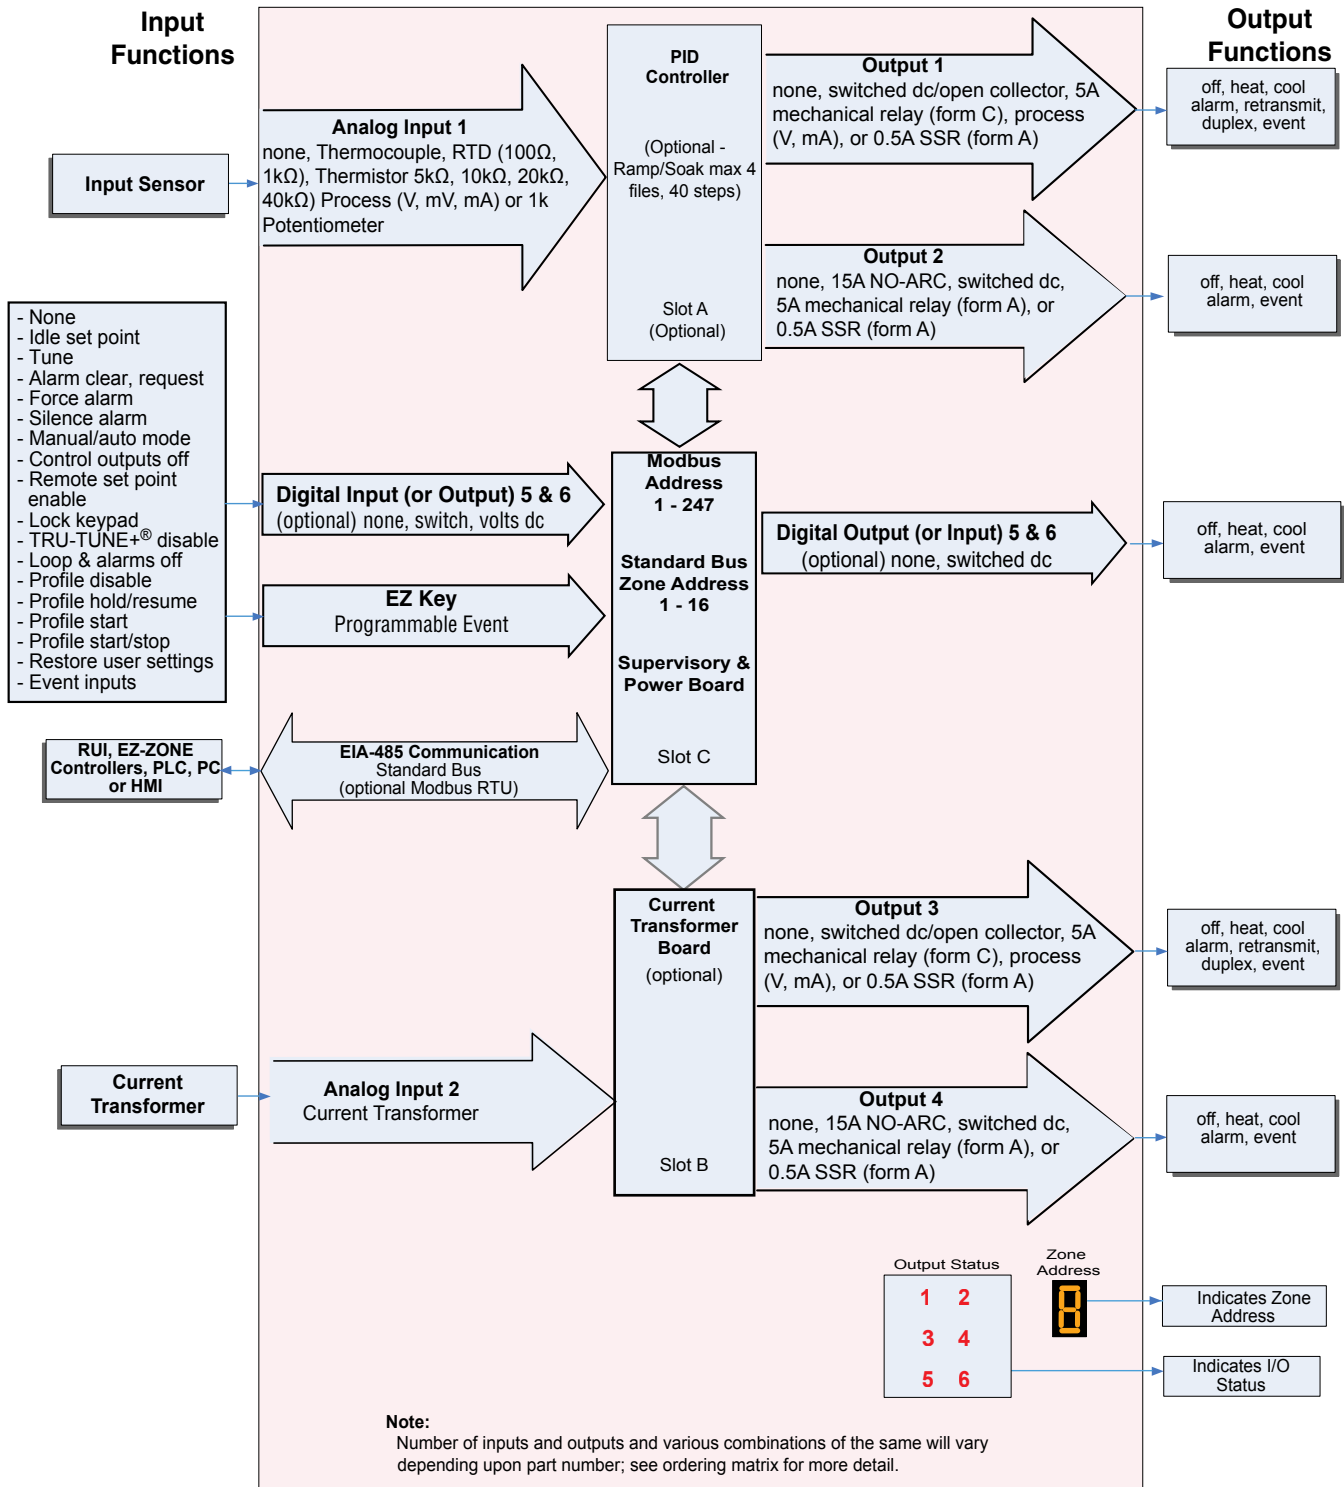 Input
Functions
Output
Functions
PID
Controller
(Optional -
Ramp/Soak max 4
files, 40 steps)
Slot A
(Optional)
Input Sensor
Analog Input 1
none, Thermocouple, RTD (100Ω,
1kΩ), Thermistor 5kΩ, 10kΩ, 20kΩ,
40kΩ) Process (V, mV, mA) or 1k
Potentiometer
Output 1
none, switched dc/open collector, 5A
mechanical relay (form C), process
(V, mA), or 0.5A SSR (form A)
off, heat, cool
alarm, retransmit,
duplex, event
Output 2
none, 15A NO-ARC, switched dc,
5A mechanical relay (form A), or
0.5A SSR (form A)
off, heat, cool
alarm, event
- None
- Idle set point
- Tune
- Alarm clear, request
- Force alarm
- Silence alarm
- Manual/auto mode
- Control outputs off
- Remote set point
enable
- Lock keypad
- TRU-TUNE+® disable
- Loop & alarms off
- Profile disable
- Profile hold/resume
- Profile start
- Profile start/stop
- Restore user settings
- Event inputs
Digital Input (or Output) 5 & 6
(optional) none, switch, volts dc
EZ Key
Programmable Event
Modbus
Address
1 - 247
Standard Bus
Zone Address
1 - 16
Supervisory &
Power Board
Slot C
Digital Output (or Input) 5 & 6
(optional) none, switched dc
off, heat, cool
alarm, event
RUI, EZ-ZONE
Controllers, PLC, PC
or HMI
EIA-485 Communication
Standard Bus
(optional Modbus RTU)
Current
Transformer
Board
(optional)
Slot B
Output 3
none, switched dc/open collector, 5A
mechanical relay (form C), process
(V, mA), or 0.5A SSR (form A)
off, heat, cool
alarm, retransmit,
duplex, event
Current
Transformer
Analog Input 2
Current Transformer
Output 4
none, 15A NO-ARC, switched dc,
5A mechanical relay (form A), or
0.5A SSR (form A)
off, heat, cool
alarm, event
Output Status
1 2
3 4
5 6
Zone
Address
8
Indicates Zone
Address
Indicates I/O
Status
Note:
Number of inputs and outputs and various combinations of the same will vary
depending upon part number; see ordering matrix for more detail.